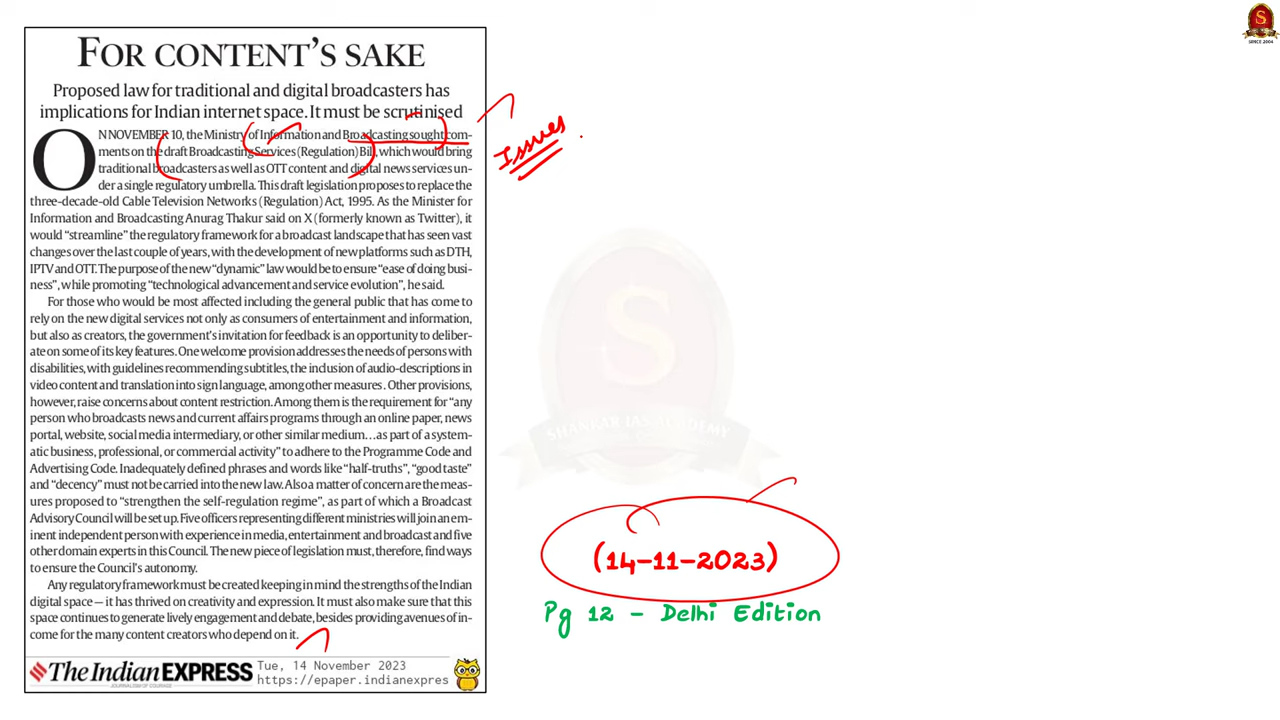 FOR CONTENT'S SAKE
Proposed law for traditional and digital broadcasters has
implications for Indian internet space. It must be scrutinised
ON NOVEMBER 10, the Ministry of Information and Broadcasting sought com-
ments on the draft Broadcasting Services (Regulation) Bill, which would bring
traditional broadcasters as well as OTT content and digital news services un-
der a single regulatory umbrella. This draft legislation proposes to replace the
three-decade-old Cable Television Networks (Regulation) Act, 1995. As the Minister for
Information and Broadcasting Anurag Thakur said on X (formerly known as Twitter), it
would "streamline" the regulatory framework for a broadcast landscape that has seen vast
changes over the last couple of years, with the development of new platforms such as DTH,
IPTV and OTT. The purpose of the new "dynamic" law would be to ensure "ease of doing busi-
ness", while promoting "technological advancement and service evolution", he said.
For those who would be most affected including the general public that has come to
rely on the new digital services not only as consumers of entertainment and information,
but also as creators, the government's invitation for feedback is an opportunity to deliber-
ate on some of its key features. One welcome provision addresses the needs of persons with
disabilities, with guidelines recommending subtitles, the inclusion of audio-descriptions in
video content and translation into sign language, among other measures. Other provisions,
however, raise concerns about content restriction. Among them is the requirement for "any
person who broadcasts news and current affairs programs through an online paper, news
portal, website, social media intermediary, or other similar medium...as part of a system-
atic business, professional, or commercial activity" to adhere to the Programme Code and
Advertising Code. Inadequately defined phrases and words like "half-truths", "good taste"
and "decency" must not be carried into the new law. Also a matter of concern are the meas-
ures proposed to "strengthen the self-regulation regime", as part of which a Broadcast
Advisory Council will be set up. Five officers representing different ministries will join an em-
inent independent person with experience in media, entertainment and broadcast and five
other domain experts in this Council. The new piece of legislation must, therefore, find ways
to ensure the Council's autonomy.
Any regulatory framework must be created keeping in mind the strengths of the Indian
digital space — it has thrived on creativity and expression. It must also make sure that this
space continues to generate lively engagement and debate, besides providing avenues of in-
come for the many content creators who depend on it.
The Indian EXPRESS
JOURNALISM OF COURAGE
Tue, 14 November 2023
https://epaper.indianexpres
Issues
SHANKAR IAS ACADEMY
(14-11-2023)
Pg 12 - Delhi Edition
S
SINCE 2004